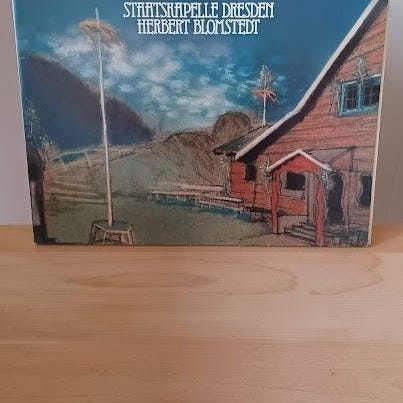 STAATSKAPELLE DRESDEN
HERBERT BLOMSTEDT